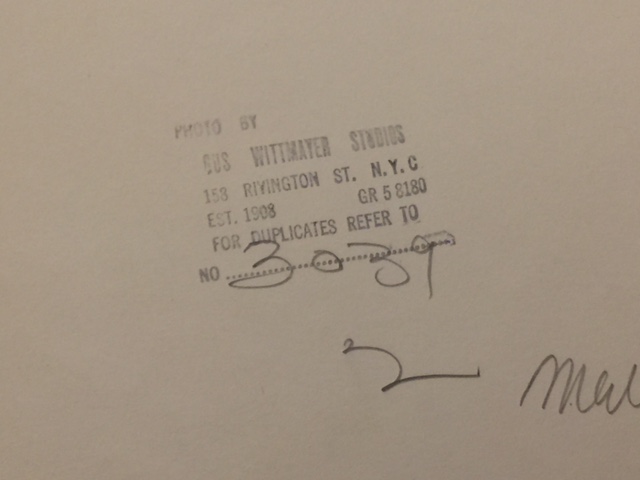 PHOTO BY
GUS WITTMAYER STUDIOS
153 RIVINGTON ST. N.Y.C
EST. 1908 GR 5 8180
FOR DUPLICATES REFER TO
NO 3039
2